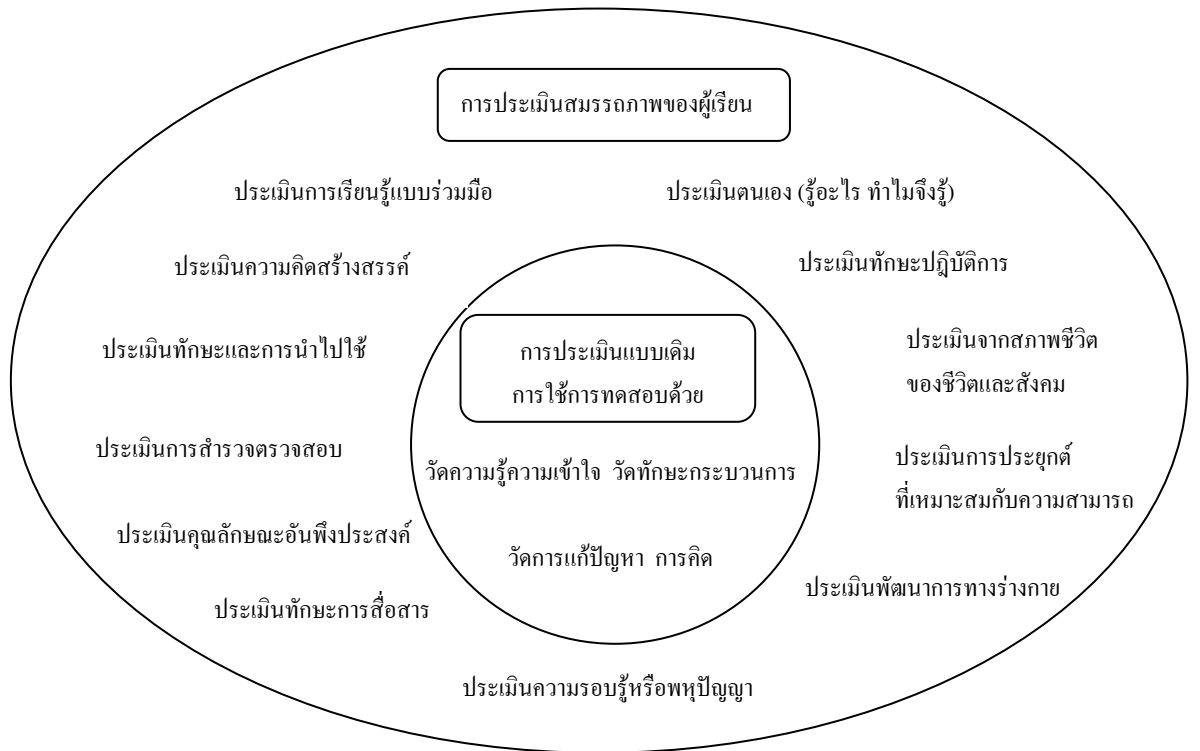 การประเมินสมรรถภาพของผู้เรียน
ประเมินการเรียนรู้แบบร่วมมือ
ประเมินตนเอง (รู้อะไร ทำไมจึงรู้)
ประเมินความคิดสร้างสรรค์
ประเมินทักษะปฎิบัติการ
ประเมินทักษะและการนำไปใช้
การประเมินแบบเดิม
การใช้การทดสอบด้วย
ประเมินจากสภาพชีวิต
ของชีวิตและสังคม
ประเมินการสำรวจตรวจสอบ
วัดความรู้ความเข้าใจ วัดทักษะกระบวนการ
ประเมินการประยุกต์
ที่เหมาะสมกับความสามารถ
ประเมินคุณลักษณะอันพึงประสงค์
วัดการแก้ปัญหา การคิด
ประเมินพัฒนาการทางร่างกาย
ประเมินทักษะการสื่อสาร
ประเมินความรอบรู้หรือพหุปัญญา